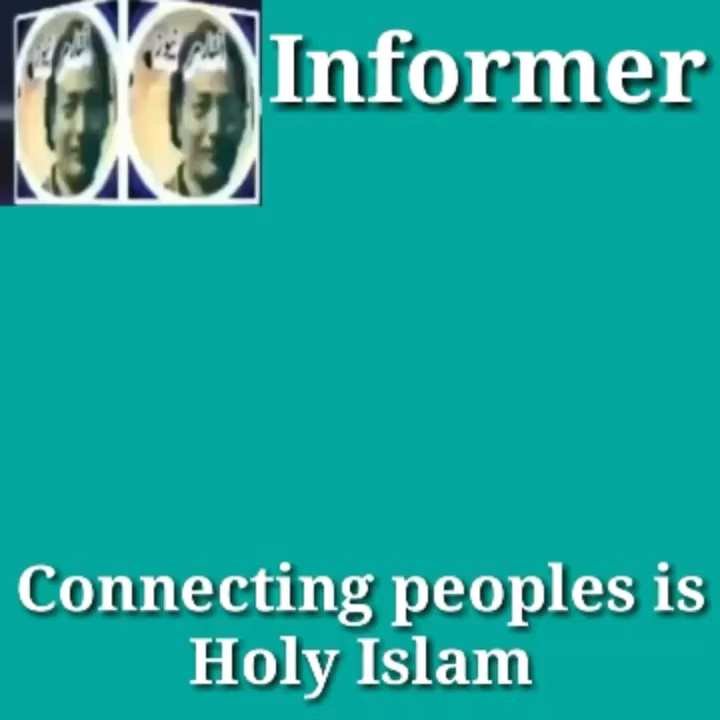 Informer
Connecting peoples is
Holy Islam